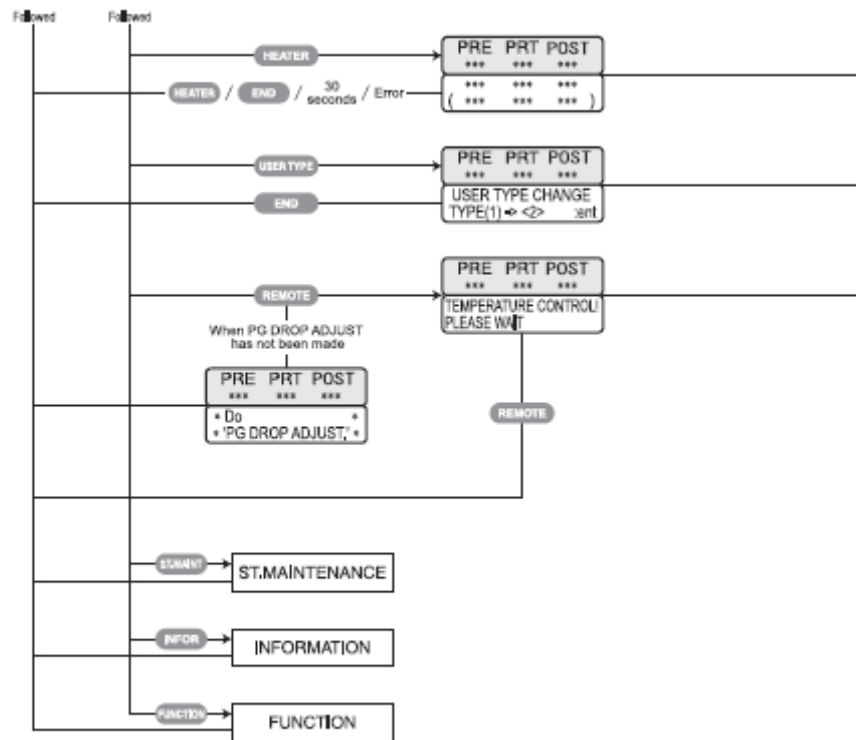 Followed Followed
HEATER
PRE PRT POST
*** *** ***
*** *** ***
( *** *** *** )
HEATER / END / 30 seconds / Error
USER TYPE
PRE PRT POST
*** *** ***
END
USER TYPE CHANGE
TYPE(1) => <2> :ent
REMOTE
PRE PRT POST
*** *** ***
TEMPERATURE CONTROL!
PLEASE WAIT
When PG DROP ADJUST
has not been made
PRE PRT POST
*** *** ***
* Do *
* 'PG DROP ADJUST,' *
REMOTE
ST.MAINT
ST.MAINTENANCE
INFOR
INFORMATION
FUNCTION
FUNCTION